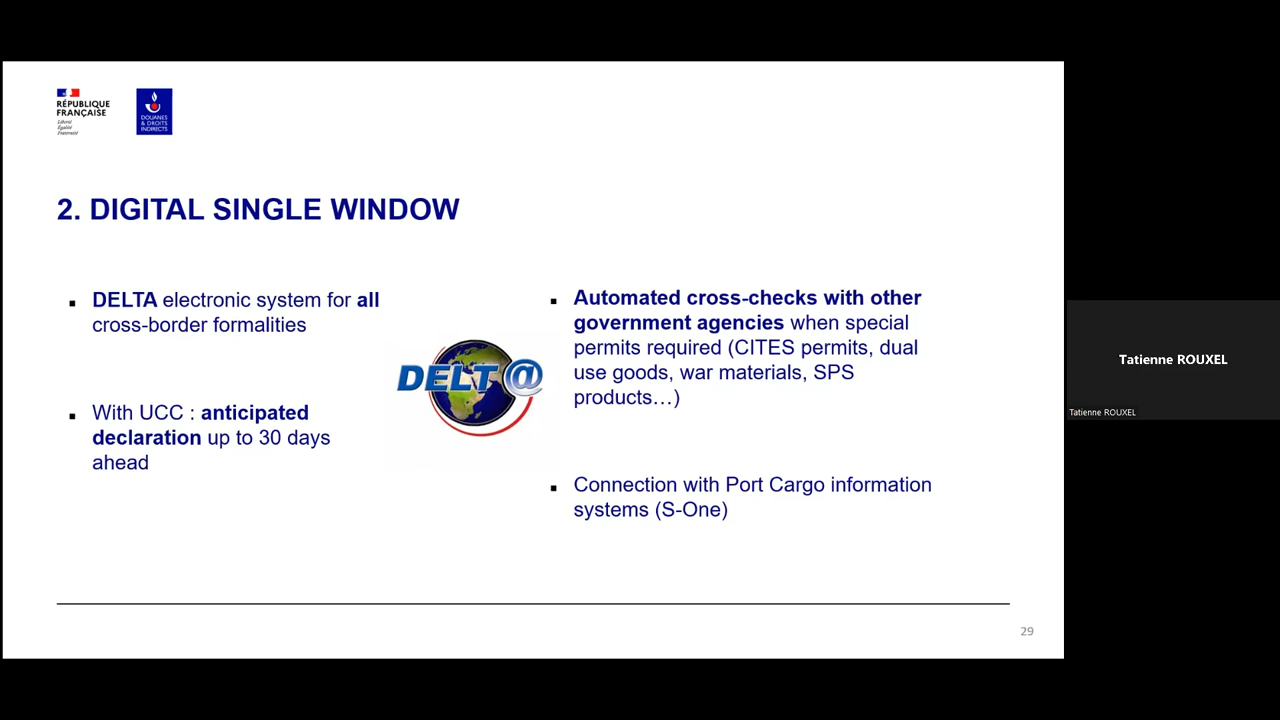 RÉPUBLIQUE
FRANÇAISE
Liberté
Égalité
Fraternité
DOUANES
& DROITS
INDIRECTS
2. DIGITAL SINGLE WINDOW
▪ DELTA electronic system for all
cross-border formalities
▪ With UCC : anticipated
declaration up to 30 days
ahead
DELT@
▪ Automated cross-checks with other
government agencies when special
permits required (CITES permits, dual
use goods, war materials, SPS
products…)
▪ Connection with Port Cargo information
systems (S-One)
29
Tatienne ROUXEL
Tatienne ROUXEL